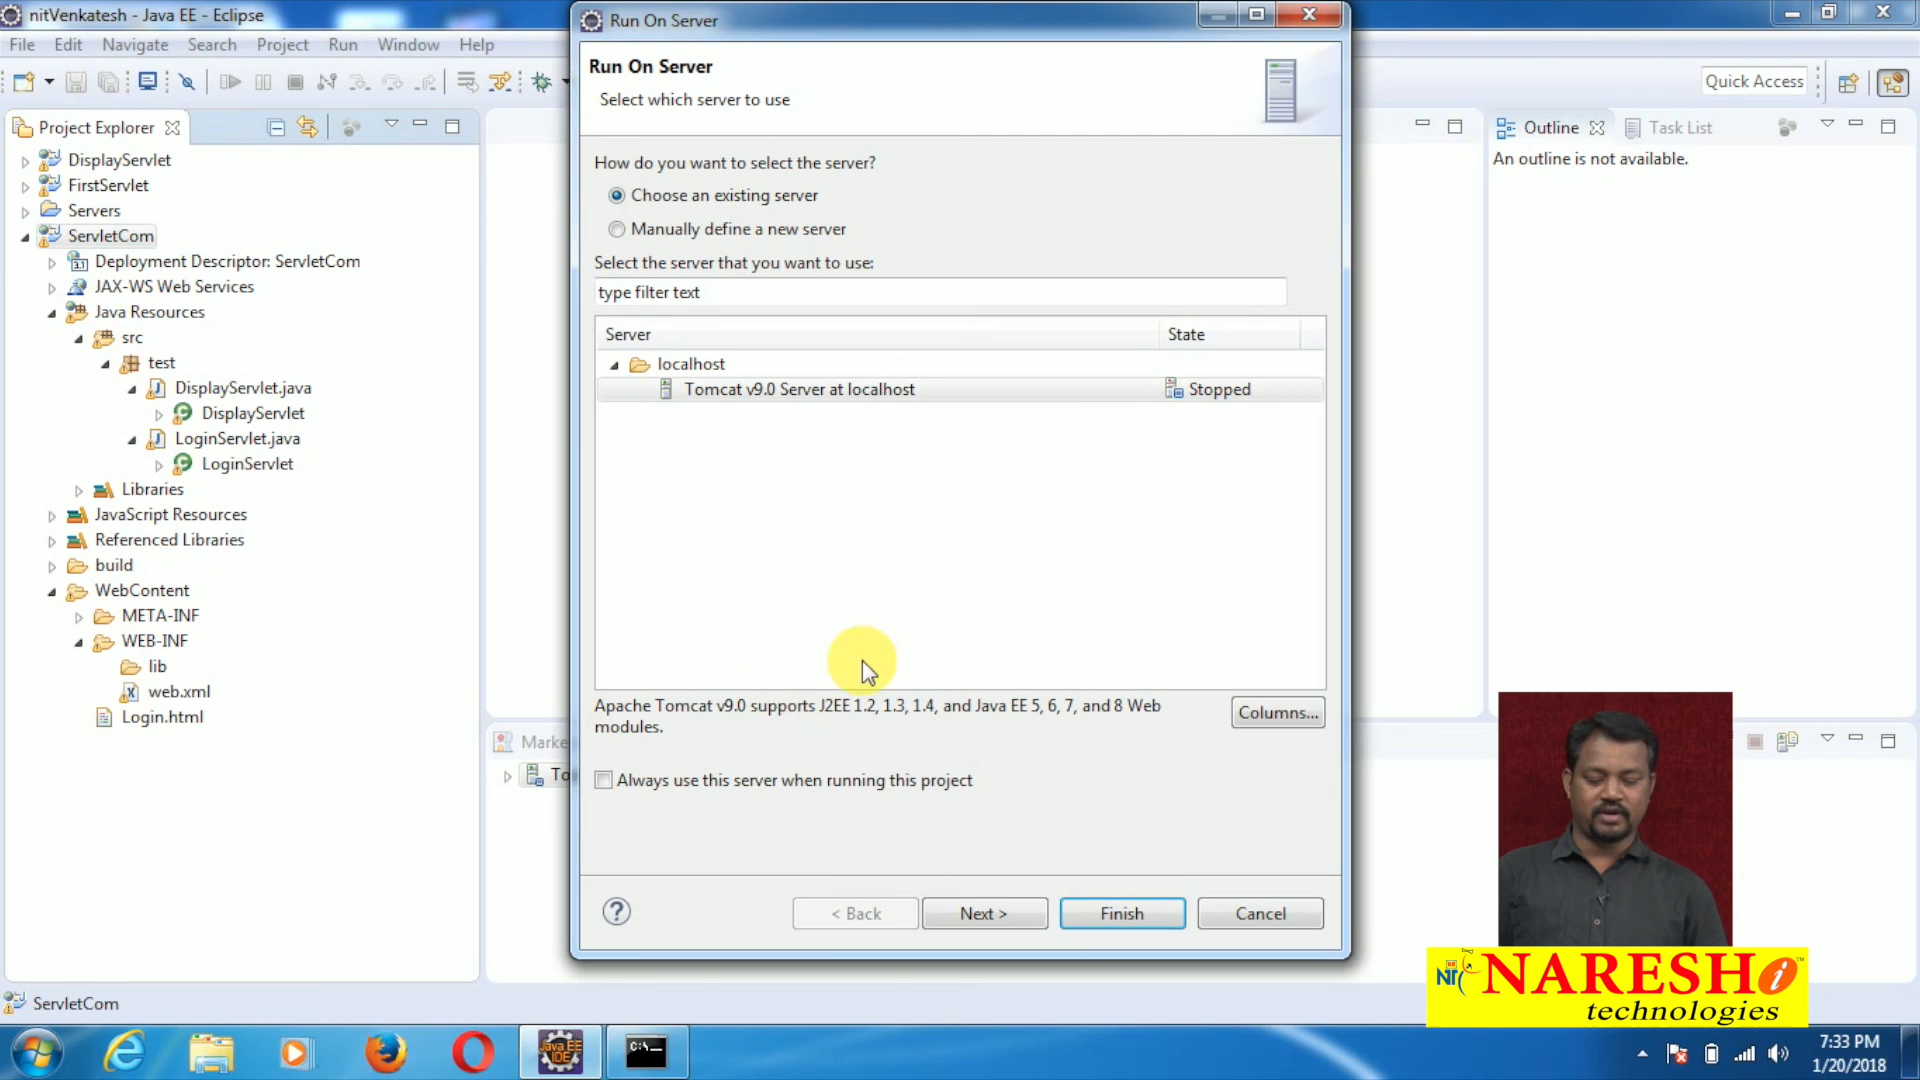 nitVenkatesh - Java EE - Eclipse
File Edit Navigate Search Project Run Window Help
Quick Access
Project Explorer
DisplayServlet
FirstServlet
Servers
ServletCom
Deployment Descriptor: ServletCom
JAX-WS Web Services
Java Resources
src
test
DisplayServlet.java
DisplayServlet
LoginServlet.java
LoginServlet
Libraries
JavaScript Resources
Referenced Libraries
build
WebContent
META-INF
WEB-INF
lib
web.xml
Login.html
Run On Server
Run On Server
Select which server to use
How do you want to select the server?
Choose an existing server
Manually define a new server
Select the server that you want to use:
type filter text
Server State
localhost
Tomcat v9.0 Server at localhost Stopped
Apache Tomcat v9.0 supports J2EE 1.2, 1.3, 1.4, and Java EE 5, 6, 7, and 8 Web
modules.
Columns...
Always use this server when running this project
< Back Next > Finish Cancel
Outline Task List
An outline is not available.
Marke
To
ServletCom
NARESH i
technologies
Java EE
IDE
C:\
7:33 PM
1/20/2018